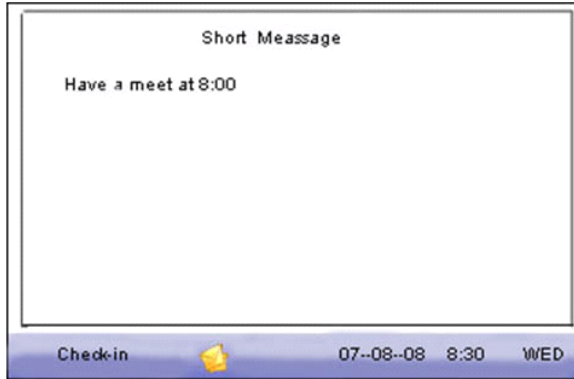 Short Meassage
Have a meet at 8:00
Check-in 07--08--08 8:30 WED